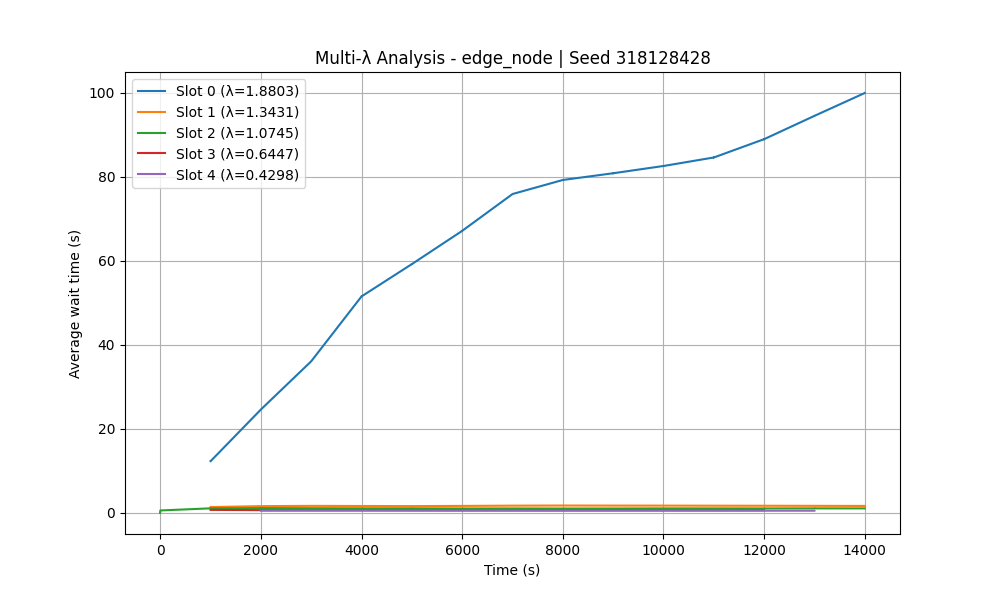 Multi-λ Analysis - edge_node | Seed 318128428
Slot 0 (λ=1.8803)
Slot 1 (λ=1.3431)
Slot 2 (λ=1.0745)
Slot 3 (λ=0.6447)
Slot 4 (λ=0.4298)
Average wait time (s)
100
80
60
40
20
0
0 2000 4000 6000 8000 10000 12000 14000
Time (s)